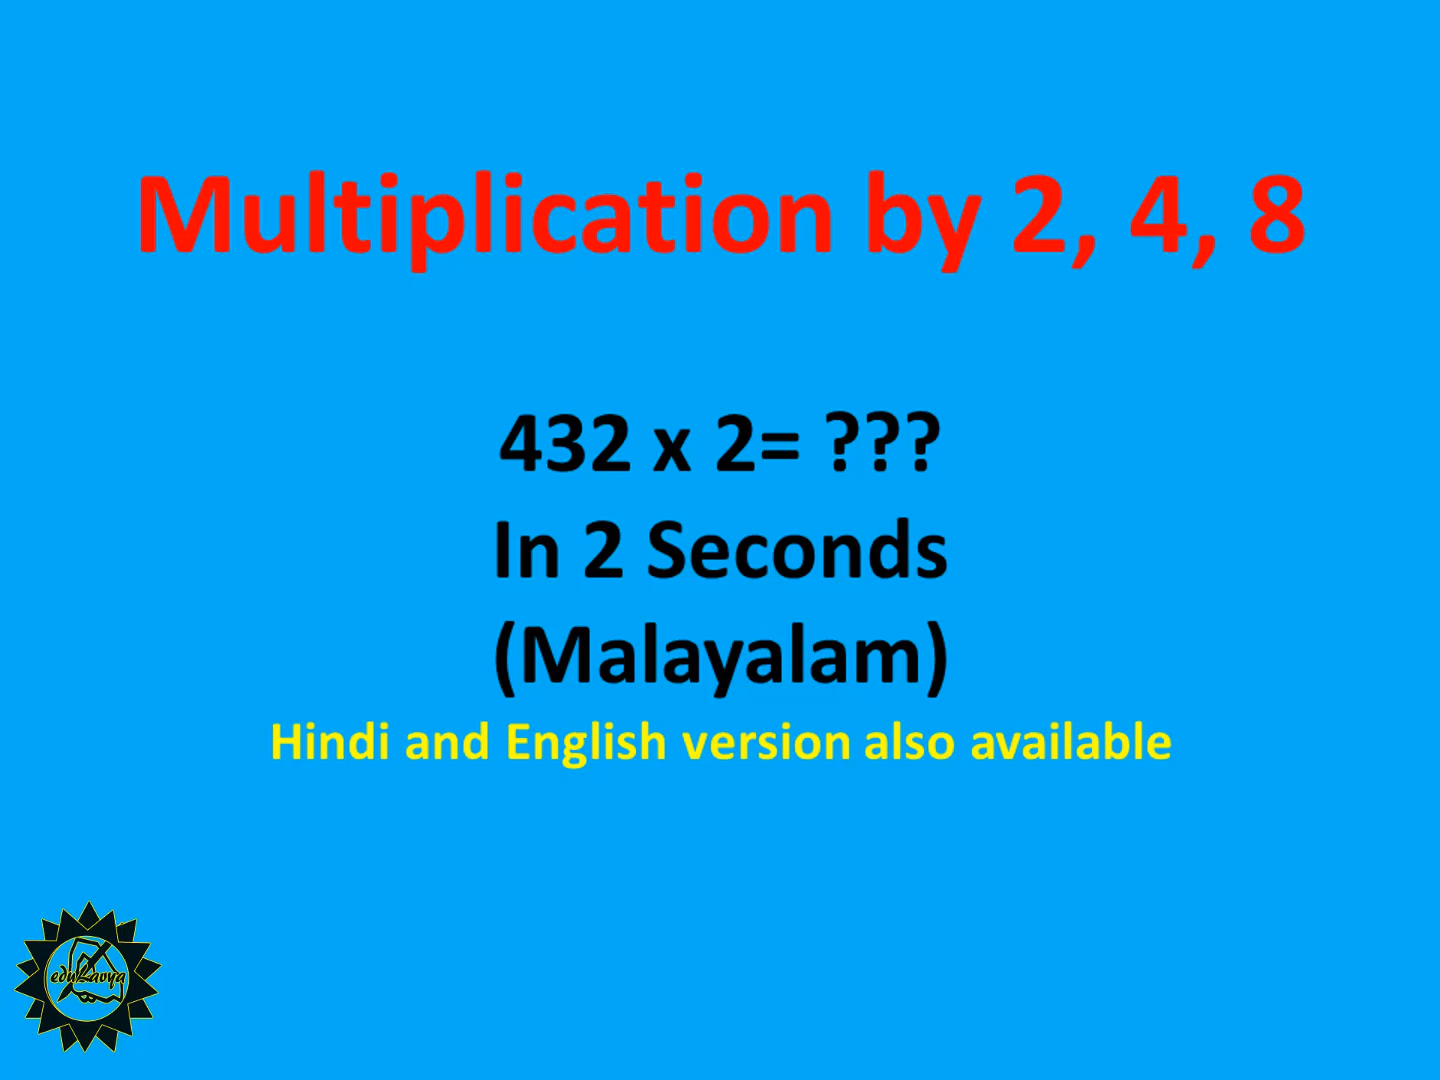 Multiplication by 2, 4, 8
432 x 2= ???
In 2 Seconds
(Malayalam)
Hindi and English version also available